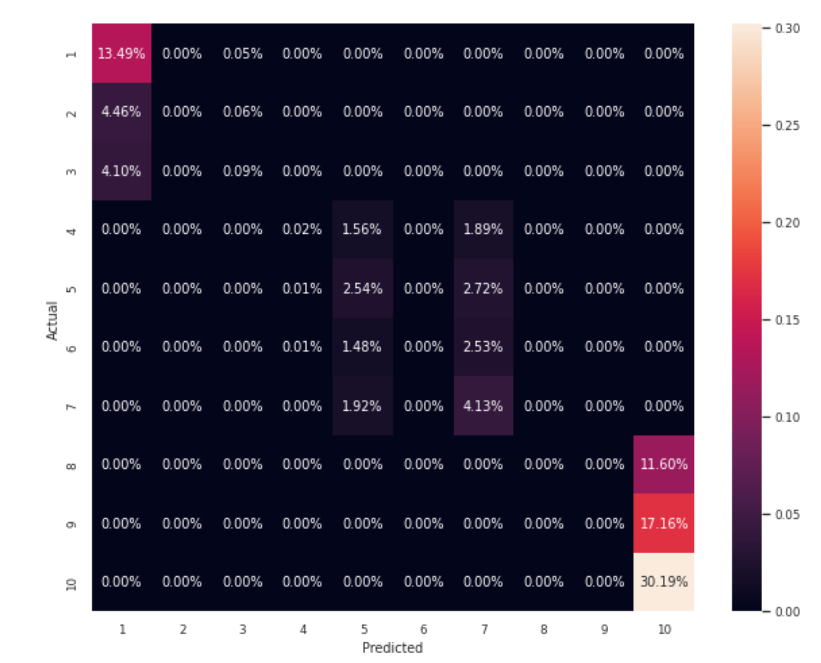 1 13.49% 0.00% 0.05% 0.00% 0.00% 0.00% 0.00% 0.00% 0.00% 0.00%
2 4.46% 0.00% 0.06% 0.00% 0.00% 0.00% 0.00% 0.00% 0.00% 0.00%
3 4.10% 0.00% 0.09% 0.00% 0.00% 0.00% 0.00% 0.00% 0.00% 0.00%
4 0.00% 0.00% 0.00% 0.02% 1.56% 0.00% 1.89% 0.00% 0.00% 0.00%
5 0.00% 0.00% 0.00% 0.01% 2.54% 0.00% 2.72% 0.00% 0.00% 0.00%
6 0.00% 0.00% 0.00% 0.01% 1.48% 0.00% 2.53% 0.00% 0.00% 0.00%
7 0.00% 0.00% 0.00% 0.00% 1.92% 0.00% 4.13% 0.00% 0.00% 0.00%
8 0.00% 0.00% 0.00% 0.00% 0.00% 0.00% 0.00% 0.00% 0.00% 11.60%
9 0.00% 0.00% 0.00% 0.00% 0.00% 0.00% 0.00% 0.00% 0.00% 17.16%
10 0.00% 0.00% 0.00% 0.00% 0.00% 0.00% 0.00% 0.00% 0.00% 30.19%
1 2 3 4 5 6 7 8 9 10
Predicted
Actual
0.30
0.25
0.20
0.15
0.10
0.05
0.00